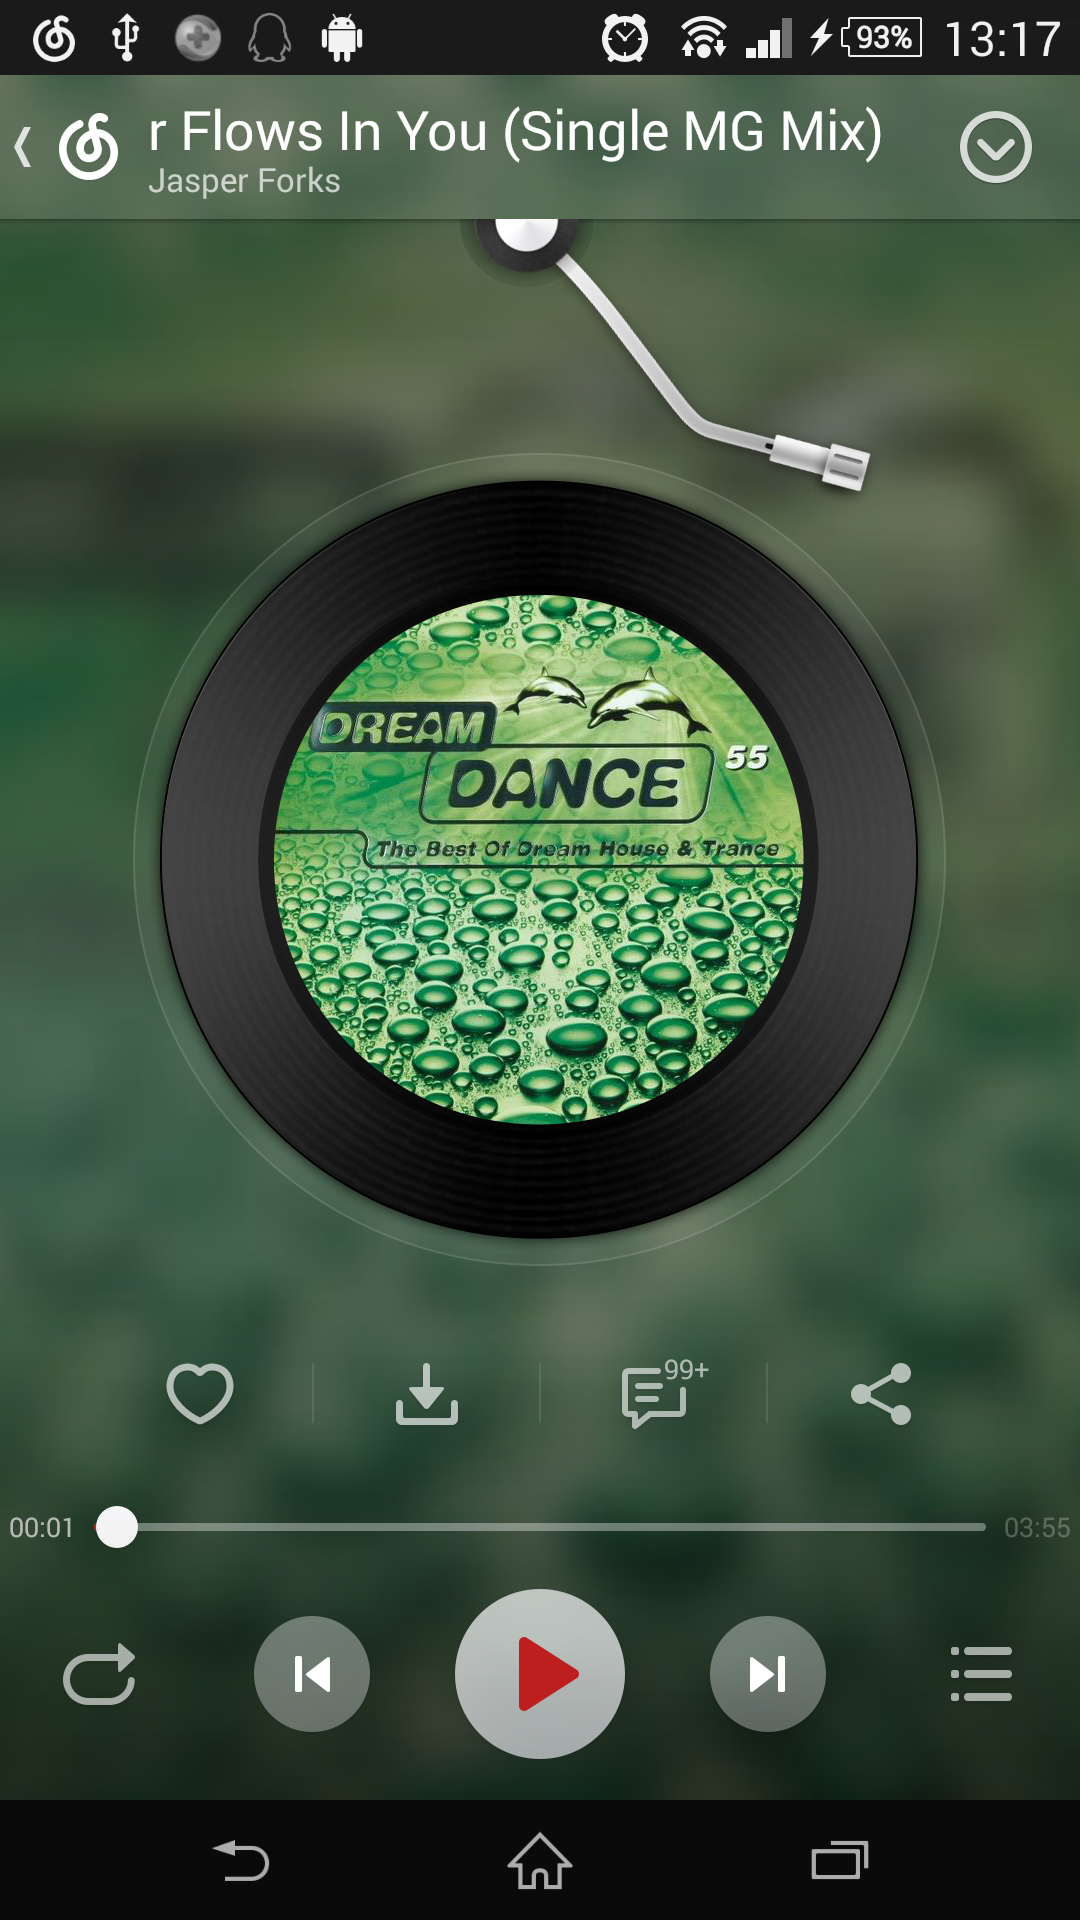 93% 13:17
r Flows In You (Single MG Mix)
Jasper Forks
DREAM
DANCE 55
The Best Of Dream House & Trance
99+
00:01 03:55